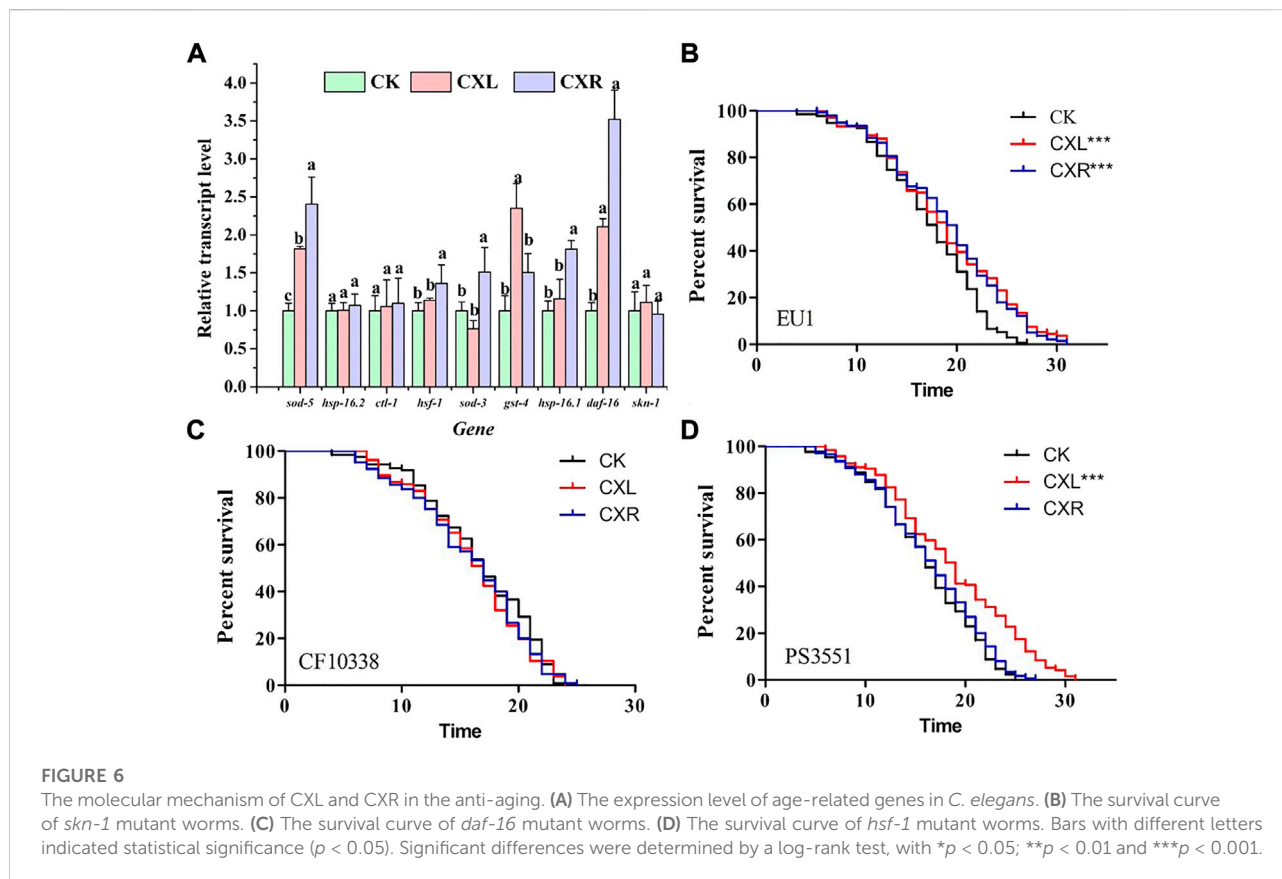 A
CK CXL CXR
Relative transcript level
4.0
3.5
3.0
2.5
2.0
1.5
1.0
0.5
0.0
c b a
a a a
a a a
b b a
b b a
b a b
b b a
b a a
a a a
sod-5 hsp-16.2 ctl-1 hsf-1 sod-3 gst-4 hsp-16.1 daf-16 skn-1
Gene
B
Percent survival
100
80
60
40
20
0
CK
CXL***
CXR***
EU1
0 10 20 30
Time
C
Percent survival
100
80
60
40
20
0
CK
CXL
CXR
CF10338
0 10 20 30
Time
D
Percent survival
100
80
60
40
20
0
CK
CXL***
CXR
PS3551
0 10 20 30
Time
FIGURE 6
The molecular mechanism of CXL and CXR in the anti-aging. (A) The expression level of age-related genes in C. elegans. (B) The survival curve
of skn-1 mutant worms. (C) The survival curve of daf-16 mutant worms. (D) The survival curve of hsf-1 mutant worms. Bars with different letters
indicated statistical significance (p < 0.05). Significant differences were determined by a log-rank test, with *p < 0.05; **p < 0.01 and ***p < 0.001.